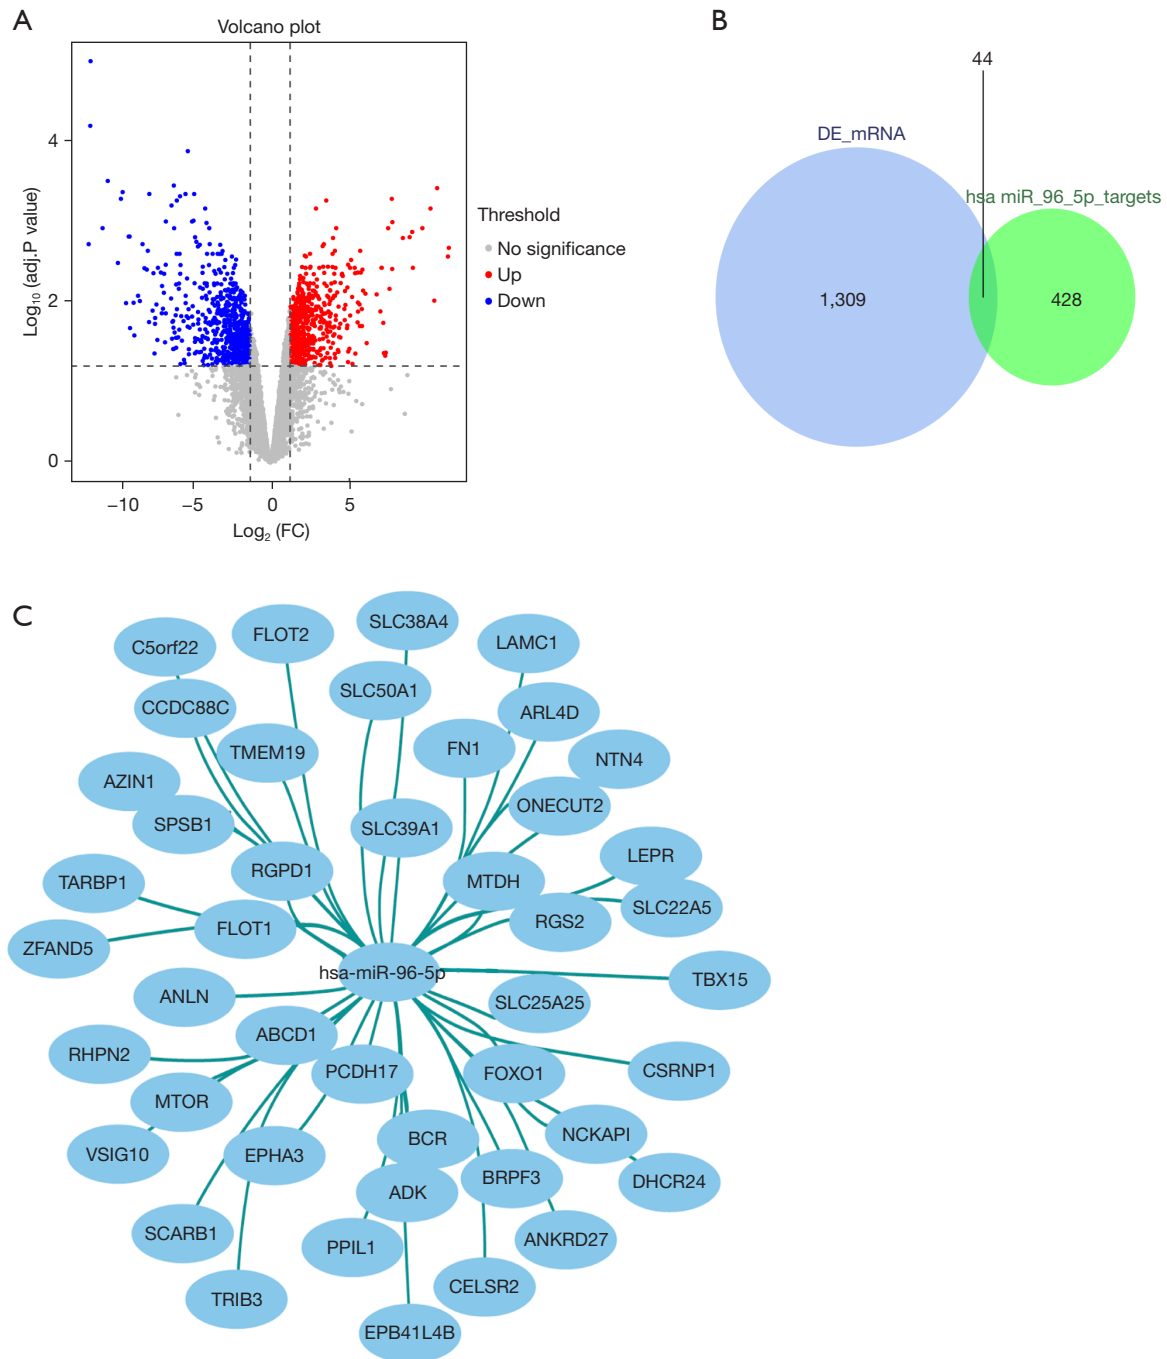 A
Volcano plot
Log₁₀ (adj.P value)
4
2
0
−10
−5
0
5
Log₂ (FC)
Threshold
No significance
Up
Down
B
44
DE_mRNA
hsa miR_96_5p_targets
1,309
428
C
SLC38A4
FLOT2
LAMC1
C5orf22
SLC50A1
CCDC88C
ARL4D
FN1
TMEM19
NTN4
AZIN1
ONECUT2
SPSB1
SLC39A1
LEPR
RGPD1
MTDH
TARBP1
SLC22A5
RGS2
FLOT1
ZFAND5
hsa-miR-96-5p
TBX15
ANLN
SLC25A25
ABCD1
RHPN2
CSRNP1
PCDH17
FOXO1
MTOR
NCKAPI
BCR
VSIG10
EPHA3
BRPF3
DHCR24
ADK
SCARB1
ANKRD27
PPIL1
CELSR2
TRIB3
EPB41L4B